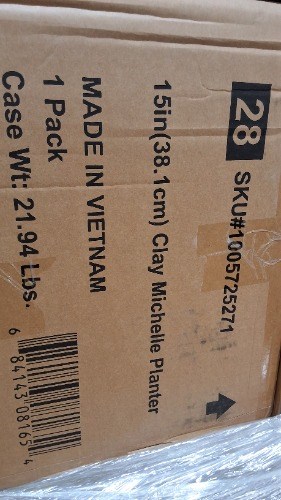 28 SKU#1005725271
15in(38.1cm) Clay Michelle Planter
MADE IN VIETNAM
1 Pack
Case Wt: 21.94 Lbs.
6 84143 08165 4